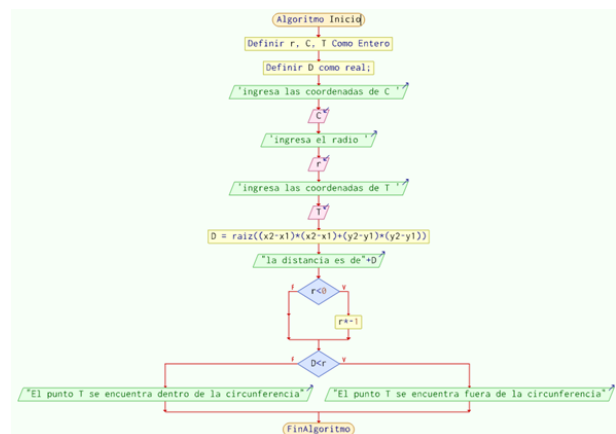 Algoritmo Inicio
Definir r, C, T Como Entero
Definir D como real;
'ingresa las coordenadas de C '
C
'ingresa el radio '
r
'ingresa las coordenadas de T '
T
D = raiz((x2-x1)*(x2-x1)+(y2-y1)*(y2-y1))
"la distancia es de"+D
F r<0 V
r*-1
F D<r V
"El punto T se encuentra dentro de la circunferencia" "El punto T se encuentra fuera de la circunferencia"
FinAlgoritmo